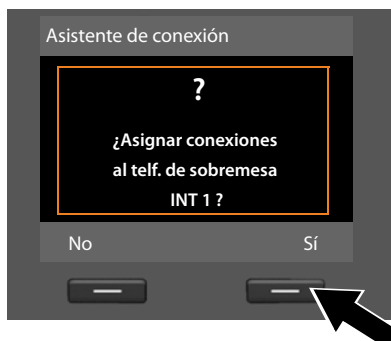 Asistente de conexión
?
¿Asignar conexiones
al telf. de sobremesa
INT 1 ?
No Sí